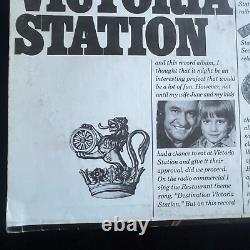 VICTORIA
STATION
and this record album, I
thought that it might be an
interesting project that would
be a lot of fun. However, not
until my wife June and my kids
had a chance to eat at Victoria
Station and give it their
approval, did we proceed.
On the radio commercial I
sing the Restaurant theme
song, "Destination Victoria
Station." But on this record